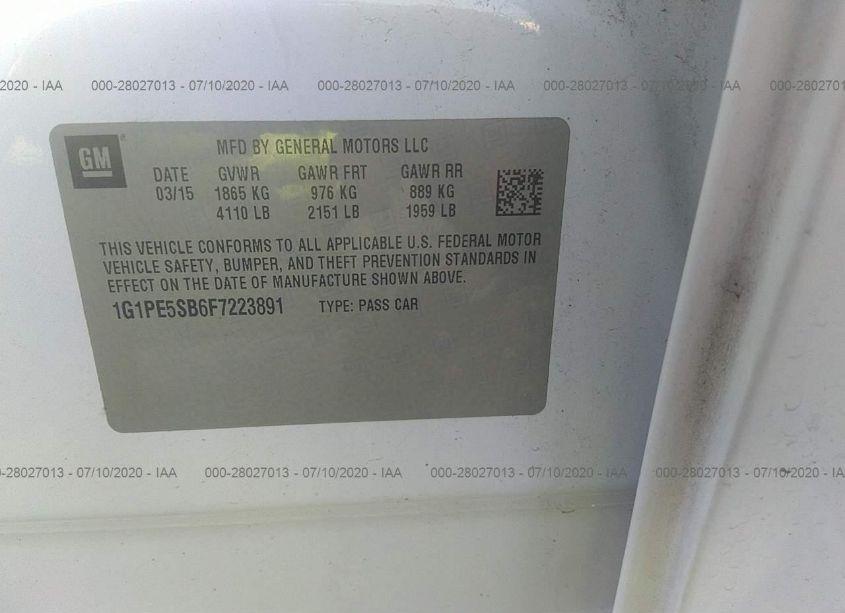 2020 - IAA 000-28027013 - 07/10/2020 - IAA 000-28027013 - 07/10/2020 - IAA 000-28027013 - 07/10/2020 - IAA 000-28027013
GM
MFD BY GENERAL MOTORS LLC
DATE GVWR GAWR FRT GAWR RR
03/15 1865 KG 976 KG 889 KG
4110 LB 2151 LB 1959 LB
THIS VEHICLE CONFORMS TO ALL APPLICABLE U.S. FEDERAL MOTOR
VEHICLE SAFETY, BUMPER, AND THEFT PREVENTION STANDARDS IN
EFFECT ON THE DATE OF MANUFACTURE SHOWN ABOVE.
1G1PE5SB6F7223891 TYPE: PASS CAR
0-28027013 - 07/10/2020 - IAA 000-28027013 - 07/10/2020 - IAA 000-28027013 - 07/10/2020 - IAA 000-28027013 - 07/10/2020 - IAA